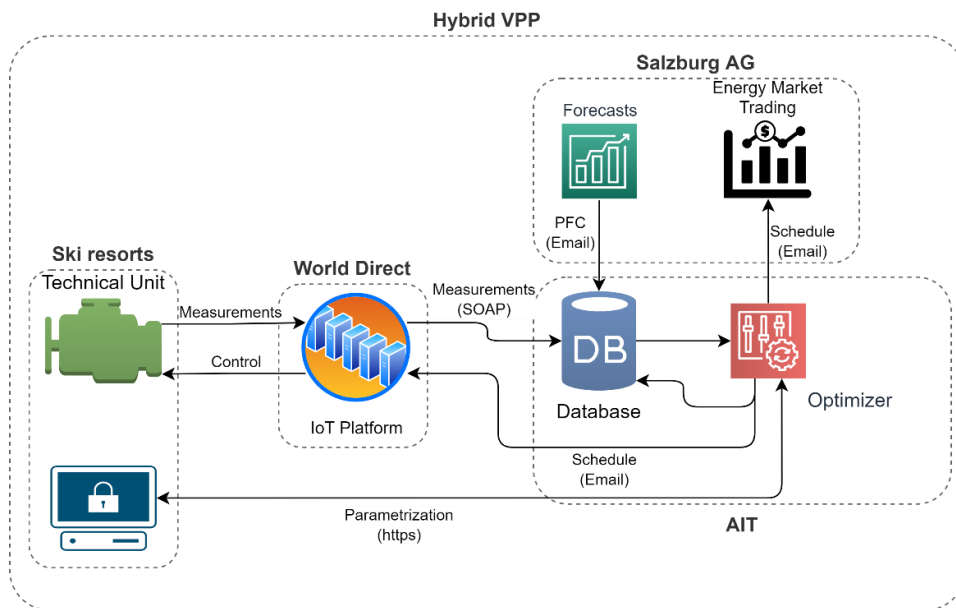 Hybrid VPP
Salzburg AG
Forecasts
Energy Market
Trading
$
PFC
(Email)
Schedule
(Email)
Ski resorts
Technical Unit
World Direct
Measurements
Measurements
(SOAP)
Control
DB
IoT Platform
Database
Optimizer
Schedule
(Email)
Parametrization
(https)
AIT